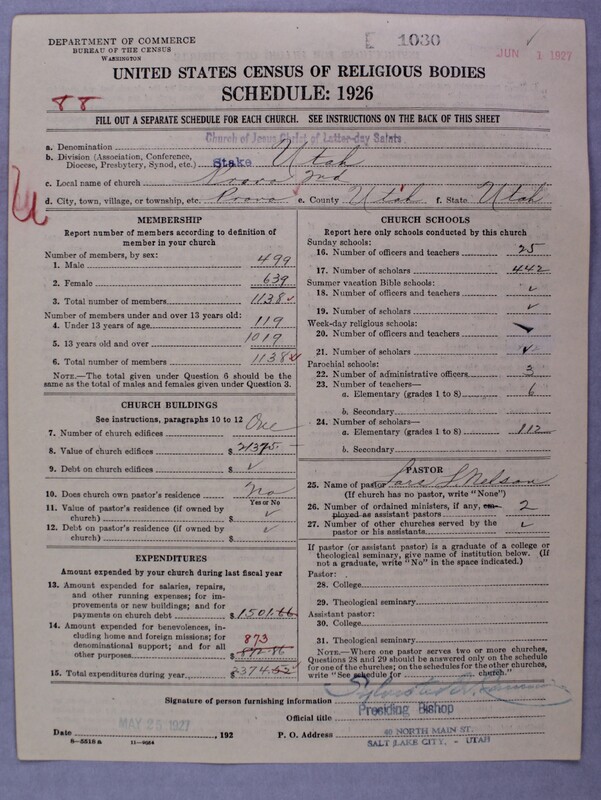 DEPARTMENT OF COMMERCE
BUREAU OF THE CENSUS
WASHINGTON
E 1030
JUN 1 1927
UNITED STATES CENSUS OF RELIGIOUS BODIES
SCHEDULE: 1926
88
FILL OUT A SEPARATE SCHEDULE FOR EACH CHURCH. SEE INSTRUCTIONS ON THE BACK OF THIS SHEET
a. Denomination Church of Jesus Christ of Latter-day Saints
b. Division (Association, Conference, Diocese, Presbytery, Synod, etc.) Stake Utah
c. Local name of church Provo 2nd
d. City, town, village, or township, etc. Provo e. County Utah f. State Utah
MEMBERSHIP
Report number of members according to definition of
member in your church
Number of members, by sex:
1. Male 499
2. Female 639
3. Total number of members 1138
Number of members under and over 13 years old:
4. Under 13 years of age 119
5. 13 years old and over 1019
6. Total number of members 1138
NOTE.—The total given under Question 6 should be
same as the total of males and females given under Question 3.
CHURCH BUILDINGS
See instructions, paragraphs 10 to 12
7. Number of church edifices One
8. Value of church edifices $ 21375
9. Debt on church edifices ✓
10. Does church own pastor's residence No
Yes or No
11. Value of pastor's residence (if owned by
church) $ ✓
12. Debt on pastor's residence (if owned by
church) $ ✓
EXPENDITURES
Amount expended by your church during last fiscal year
13. Amount expended for salaries, repairs,
and other running expenses; for im-
provements or new buildings; and for
payments on church debt $ 1501.66
14. Amount expended for benevolences, in-
cluding home and foreign missions; for
denominational support; and for all
other purposes 873
$ 872.86
15. Total expenditures during year $ 2374.52
CHURCH SCHOOLS
Report here only schools conducted by this church
Sunday schools:
16. Number of officers and teachers 25
17. Number of scholars 442
Summer vacation Bible schools:
18. Number of officers and teachers ✓
19. Number of scholars ✓
Week-day religious schools:
20. Number of officers and teachers
21. Number of scholars ✓
Parochial schools:
22. Number of administrative officers 3
23. Number of teachers—
a. Elementary (grades 1 to 8) 6
b. Secondary
24. Number of scholars—
a. Elementary (grades 1 to 8) 112
b. Secondary
PASTOR
25. Name of pastor Lars L. Nelson
(If church has no pastor, write "None")
26. Number of ordained ministers, if any, em-
ployed as assistant pastors 2
27. Number of other churches served by the
pastor or his assistants ✓
If pastor (or assistant pastor) is a graduate of a college or
theological seminary, give name of institution below. (If
not a graduate, write "No" in the space indicated.)
Pastor:
28. College
29. Theological seminary
Assistant pastor:
30. College
31. Theological seminary
NOTE.—Where one pastor serves two or more churches,
Questions 28 and 29 should be answered only on the schedule
for one of the churches; on the schedules for the other churches,
write "See schedule for church."
Signature of person furnishing information
Official title Presiding Bishop
Date MAY 25 1927, 192
P. O. Address 40 NORTH MAIN ST.
SALT LAKE CITY, - UTAH